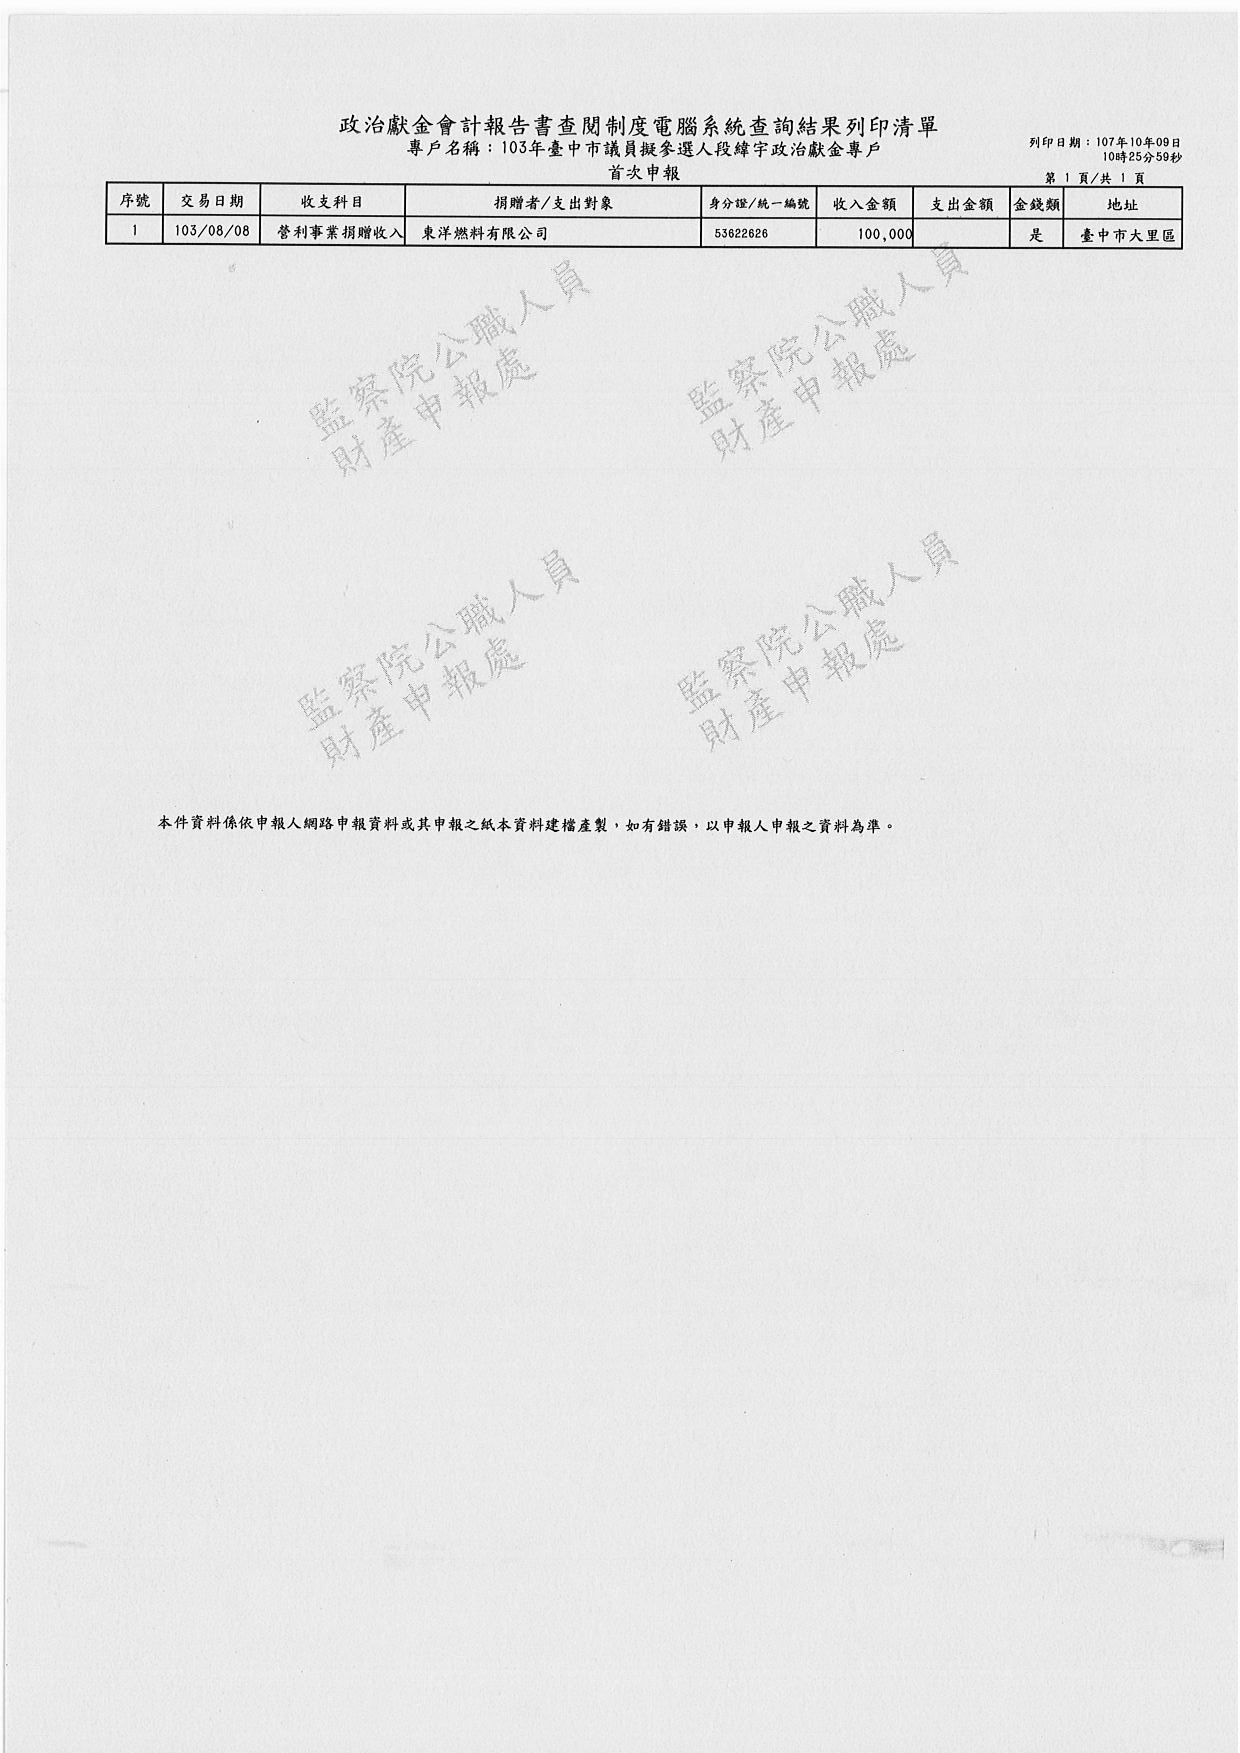 政治獻金會計報告書查閱制度電腦系統查詢結果列印清單
專戶名稱：103年臺中市議員擬參選人段緯宇政治獻金專戶
首次申報
列印日期：107年10年09日
10時25分59秒
第 1 頁/共 1 頁
序號 交易日期 收支科目 捐贈者/支出對象 身分證/統一編號 收入金額 支出金額 金錢類 地址
1 103/08/08 營利事業捐贈收入 東洋燃料有限公司 53622626 100,000 是 臺中市大里區
監察院公職人員
財產申報處
監察院公職人員
財產申報處
監察院公職人員
財產申報處
監察院公職人員
財產申報處
本件資料係依申報人網路申報資料或其申報之紙本資料建檔產製，如有錯誤，以申報人申報之資料為準。